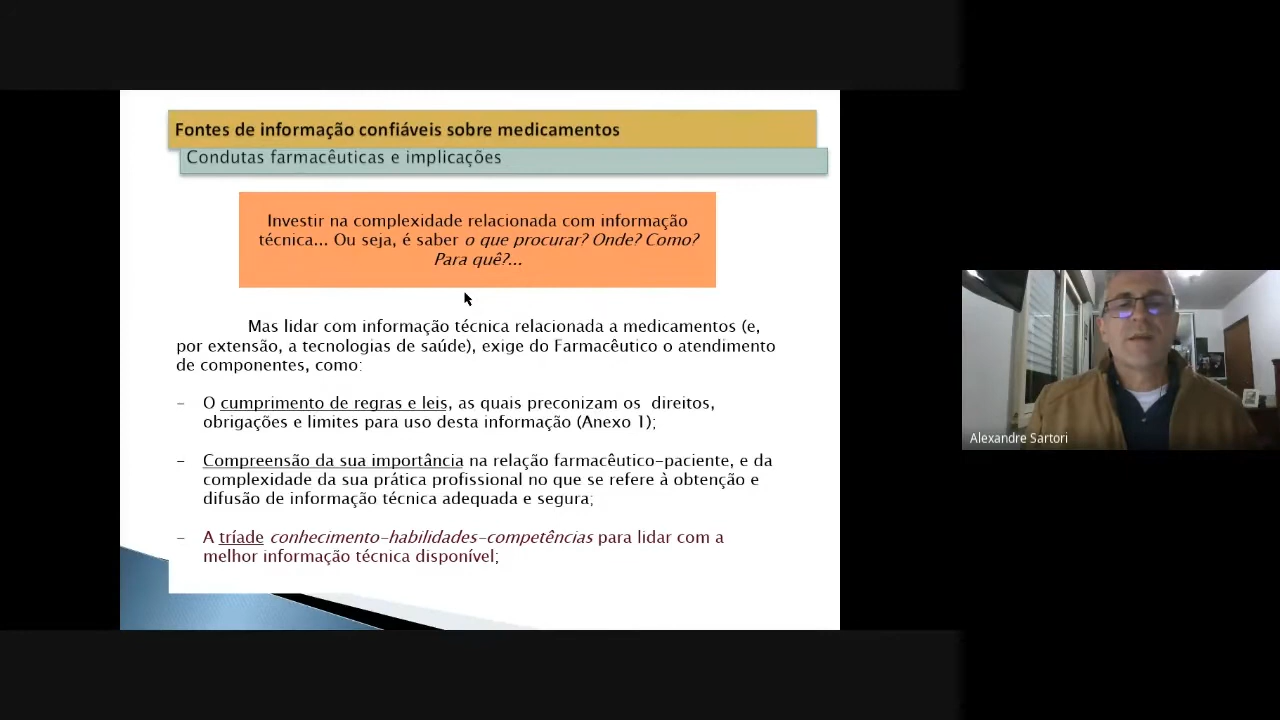 Fontes de informação confiáveis sobre medicamentos
Condutas farmacêuticas e implicações
Investir na complexidade relacionada com informação
técnica... Ou seja, é saber o que procurar? Onde? Como?
Para quê?...
Mas lidar com informação técnica relacionada a medicamentos (e,
por extensão, a tecnologias de saúde), exige do Farmacêutico o atendimento
de componentes, como:
– O cumprimento de regras e leis, as quais preconizam os direitos,
obrigações e limites para uso desta informação (Anexo 1);
– Compreensão da sua importância na relação farmacêutico-paciente, e da
complexidade da sua prática profissional no que se refere à obtenção e
difusão de informação técnica adequada e segura;
– A tríade conhecimento-habilidades-competências para lidar com a
melhor informação técnica disponível;
Alexandre Sartori